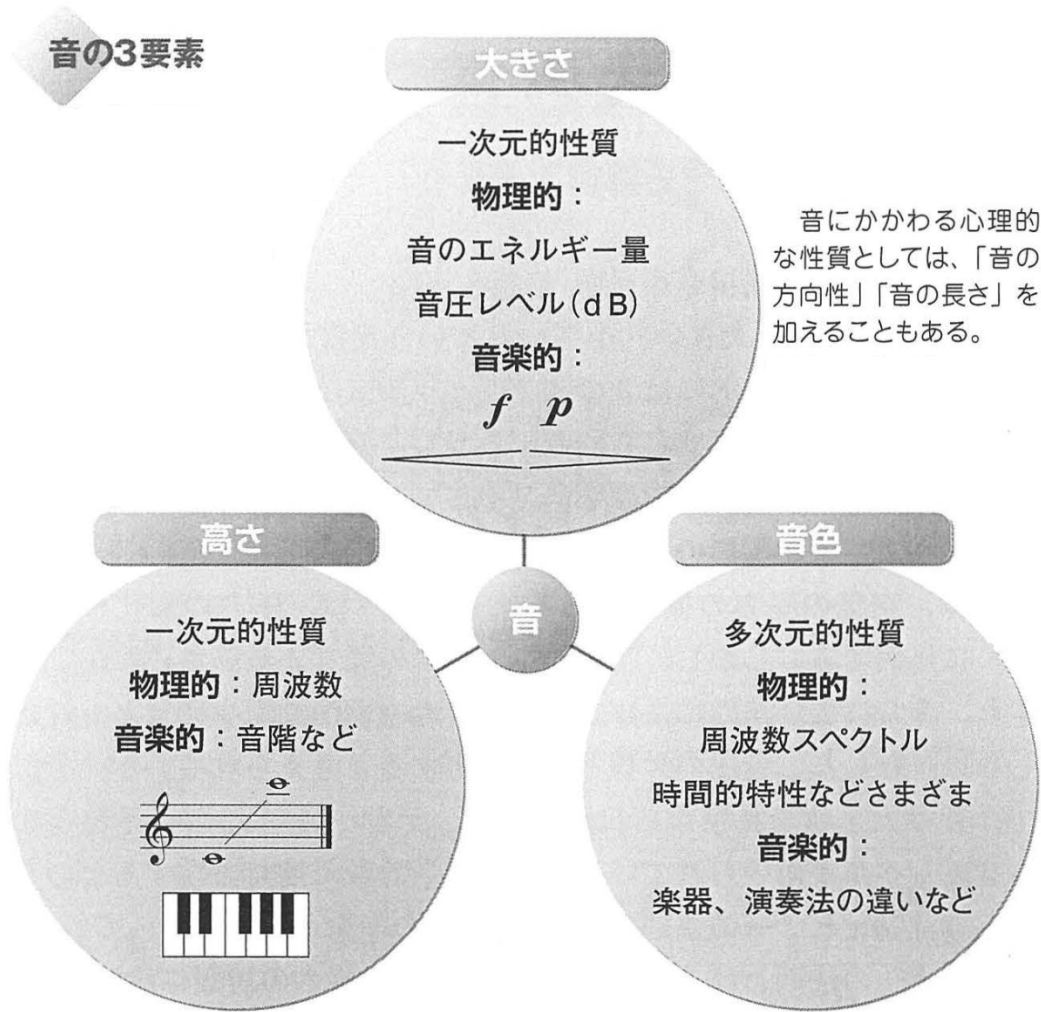 音の3要素
大きさ
一次元的性質
物理的：
音のエネルギー量
音圧レベル(dB)
音楽的：
f p
音にかかわる心理的
な性質としては、「音の
方向性」「音の長さ」を
加えることもある。
高さ
一次元的性質
物理的：周波数
音楽的：音階など
音
音色
多次元的性質
物理的：
周波数スペクトル
時間的特性などさまざま
音楽的：
楽器、演奏法の違いなど